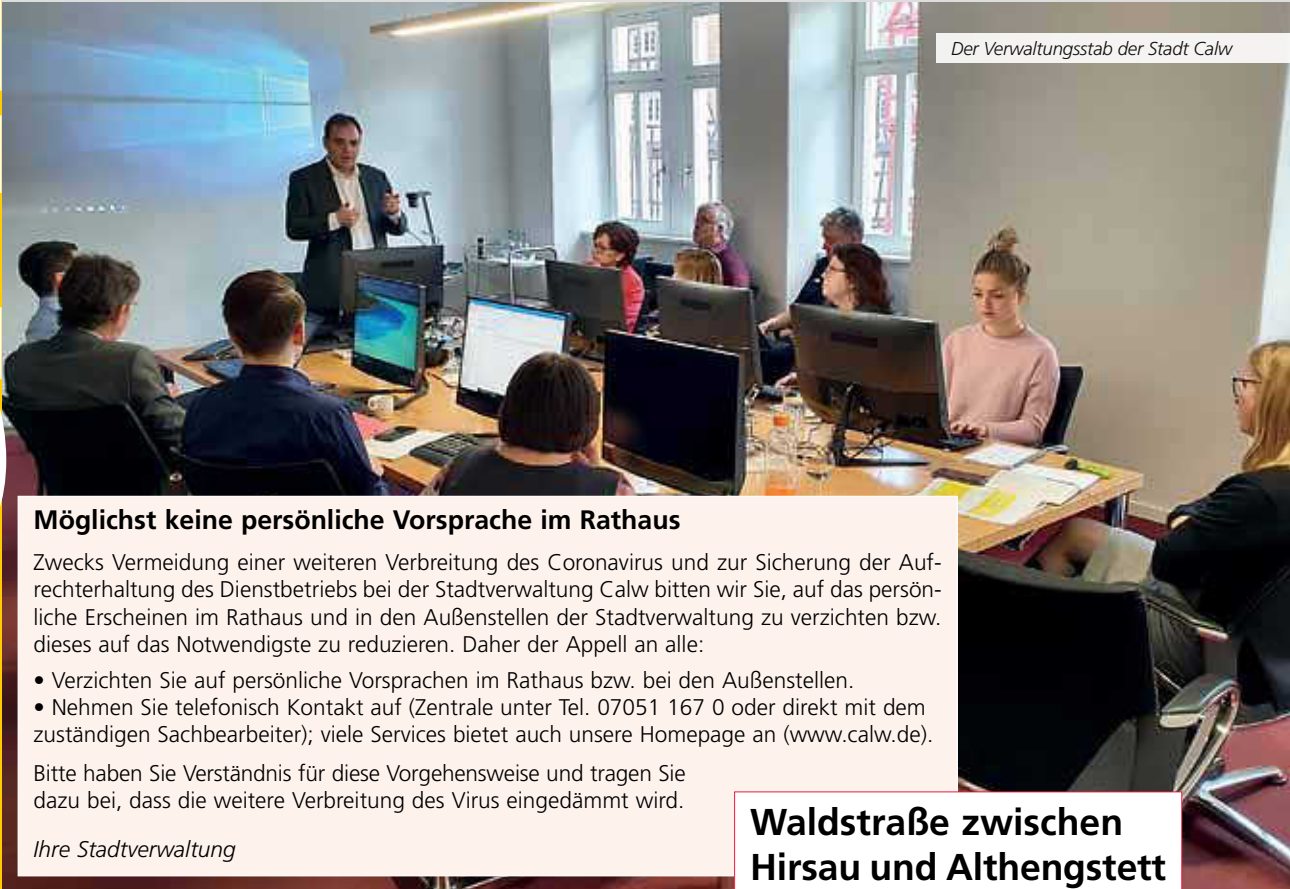 Der Verwaltungsstab der Stadt Calw
Möglichst keine persönliche Vorsprache im Rathaus
Zwecks Vermeidung einer weiteren Verbreitung des Coronavirus und zur Sicherung der Auf-
rechterhaltung des Dienstbetriebs bei der Stadtverwaltung Calw bitten wir Sie, auf das persön-
liche Erscheinen im Rathaus und in den Außenstellen der Stadtverwaltung zu verzichten bzw.
dieses auf das Notwendigste zu reduzieren. Daher der Appell an alle:
• Verzichten Sie auf persönliche Vorsprachen im Rathaus bzw. bei den Außenstellen.
• Nehmen Sie telefonisch Kontakt auf (Zentrale unter Tel. 07051 167 0 oder direkt mit dem
zuständigen Sachbearbeiter); viele Services bietet auch unsere Homepage an (www.calw.de).
Bitte haben Sie Verständnis für diese Vorgehensweise und tragen Sie
dazu bei, dass die weitere Verbreitung des Virus eingedämmt wird.
Ihre Stadtverwaltung
Waldstraße zwischen
Hirsau und Althengstett